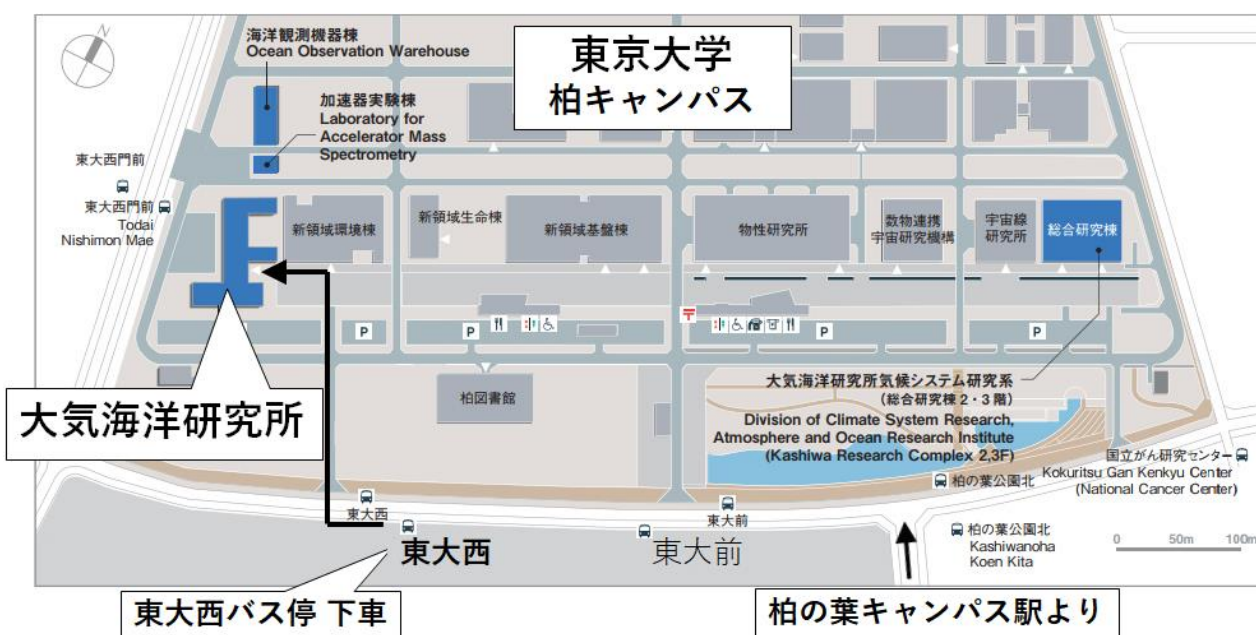 N
海洋観測機器棟
Ocean Observation Warehouse
東京大学
柏キャンパス
加速器実験棟
Laboratory for
Accelerator Mass
Spectrometry
東大西門前
東大西門前
Todai
Nishimon Mae
新領域環境棟
新領域生命棟
新領域基盤棟
物性研究所
数物連携
宇宙研究機構
宇宙線
研究所
総合研究棟
P
P
P
P
大気海洋研究所
柏図書館
大気海洋研究所気候システム研究系
(総合研究棟2・3階)
Division of Climate System Research,
Atmosphere and Ocean Research Institute
(Kashiwa Research Complex 2,3F)
国立がん研究センター
Kokuritsu Gan Kenkyu Center
(National Cancer Center)
柏の葉公園北
東大西
東大前
東大西
東大前
柏の葉公園北
Kashiwanoha
Koen Kita
0 50m 100m
東大西バス停 下車
柏の葉キャンパス駅より